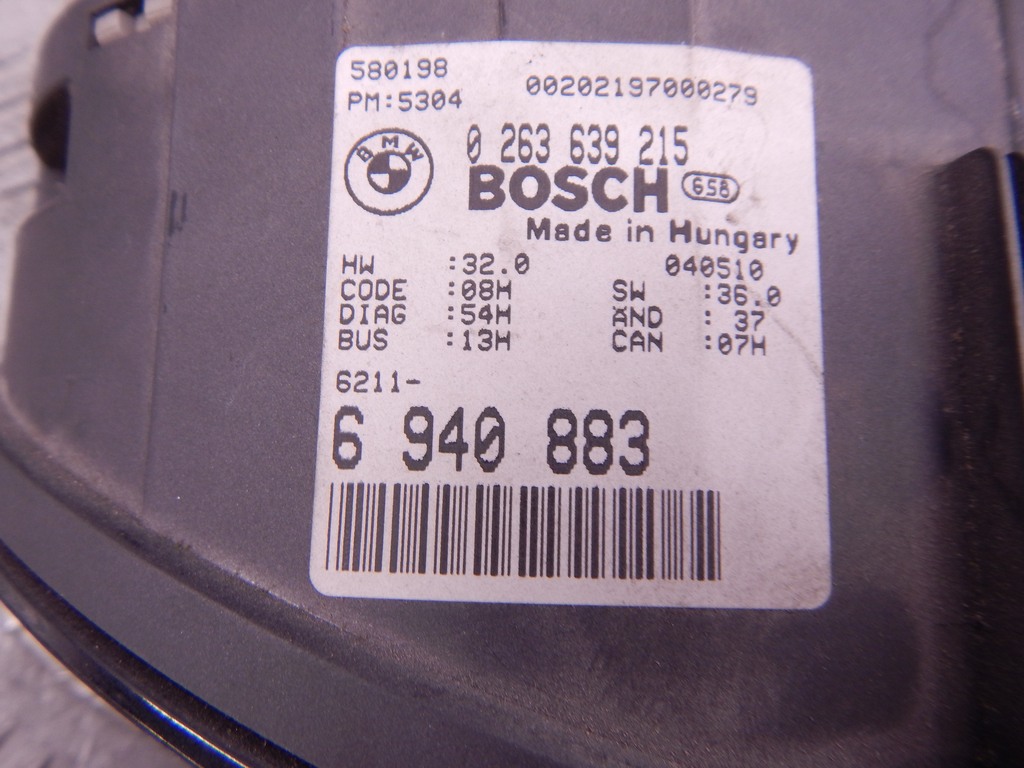 580198
PM:5304
00202197000279
BMW
0 263 639 215
BOSCH G58
Made in Hungary
HW :32.0 040510
CODE :08H SW :36.0
DIAG :54H ÄND : 37
BUS :13H CAN :07H
6211-
6 940 883